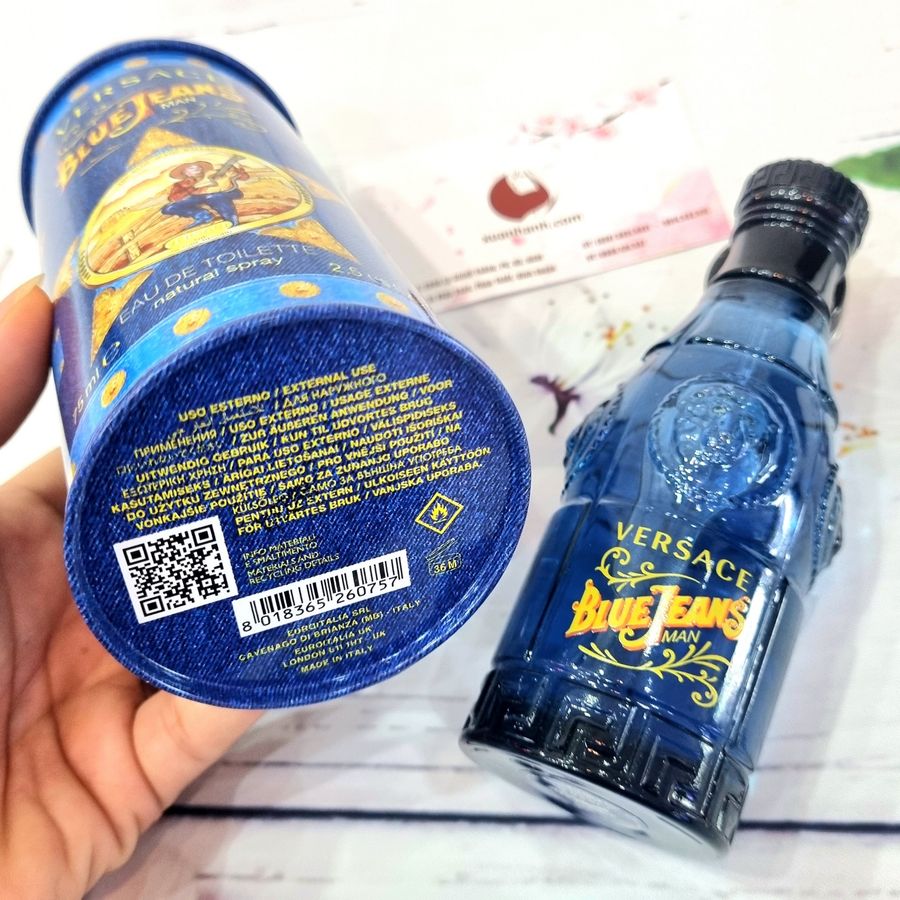 VERSACE
BLUE JEANS
MAN
EAU DE TOILETTE
natural spray
2.5
75 ml e
USO ESTERNO / EXTERNAL USE
/ ДЛЯ НАРУЖНОГО
ПРИМЕНЕНИЯ / USO EXTERNO / USAGE EXTERNE
/ ZUR ÄUßEREN ANWENDUNG / VOOR
UITWENDIG GEBRUIK / KUN TIL UDVORTES BRUG
ΕΞΩΤΕΡΙΚΗ ΧΡΗΣΗ / PARA USO EXTERNO / VÄLISPIDISEKS
KASUTAMISEKS / ĀRĪGAI LIETOŠANAI / NAUDOTI IŠORIŠKAI
DO UŻYTKU ZEWNĘTRZNEGO / PRO VNĚJŠÍ POUŽITÍ / NA
VONKAJŠIE POUŽITIE / SAMO ZA ZUNANJO UPORABO
KÜLSŐLEG / САМО ЗА ВЪНШНА УПОТРЕБА
PENTRU UZ EXTERN / ULKOISEEN KÄYTTÖÖN
FÖR UTVÄRTES BRUK / VANJSKA UPORABA.
INFO MATERIALI
E SMALTIMENTO
MATERIALS AND
RECYCLING DETAILS
36 M
8 018365 260757
EUROITALIA SRL
CAVENAGO DI BRIANZA (MB) - ITALY
EUROITALIA UK
LONDON - UK
MADE IN ITALY
VERSACE
BLUE JEANS
MAN